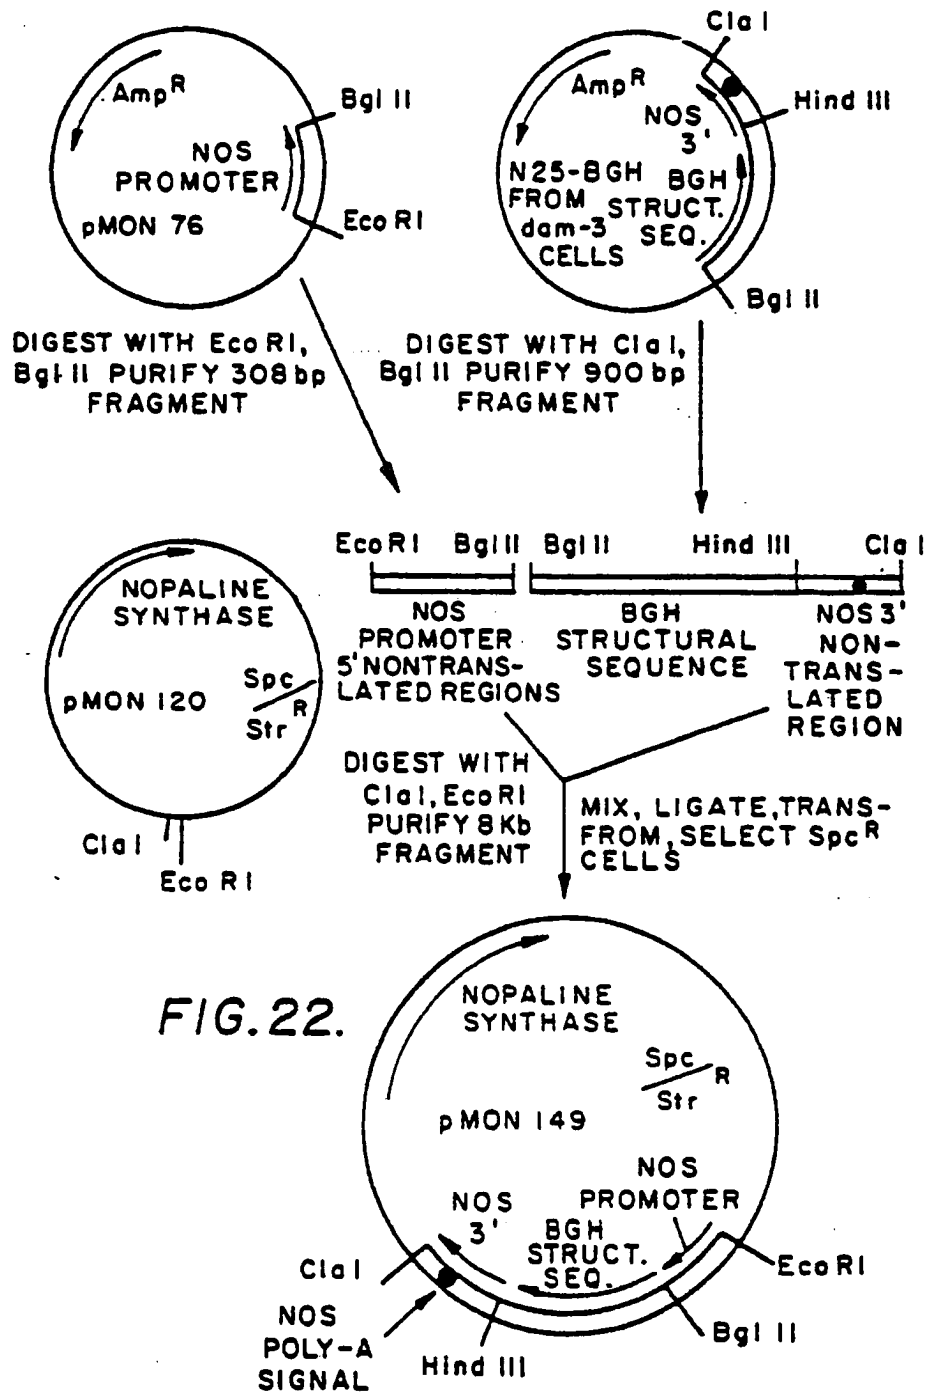 Amp R
Bgl II
NOS
PROMOTER
pMON 76
Eco RI
Cla I
Amp R
Hind III
NOS
3'
N25-BGH
FROM
dam-3
CELLS
BGH
STRUCT.
SEQ.
Bgl II
DIGEST WITH Eco RI,
Bgl II PURIFY 308 bp
FRAGMENT
DIGEST WITH Cla I,
Bgl II PURIFY 900 bp
FRAGMENT
Eco RI Bgl II Bgl II Hind III Cla I
NOS
PROMOTER
5' NONTRANS-
LATED REGIONS
BGH
STRUCTURAL
SEQUENCE
NOS 3'
NON-
TRANS-
LATED
REGION
NOPALINE
SYNTHASE
pMON 120
Spc
Str R
Cla I
Eco RI
DIGEST WITH
Cla I, Eco RI
PURIFY 8 Kb
FRAGMENT
MIX, LIGATE, TRANS-
FROM, SELECT Spc R
CELLS
FIG. 22.
NOPALINE
SYNTHASE
Spc
Str R
pMON 149
NOS
PROMOTER
NOS
3'
BGH
STRUCT.
SEQ.
Cla I
Eco RI
NOS
POLY-A
SIGNAL
Hind III
Bgl II